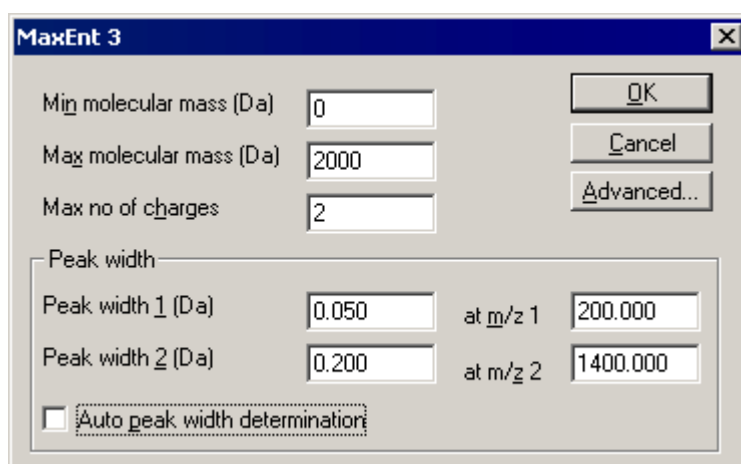 MaxEnt 3
Min molecular mass (Da) 0 OK
Max molecular mass (Da) 2000 Cancel
Max no of charges 2 Advanced...
Peak width
Peak width 1 (Da) 0.050 at m/z 1 200.000
Peak width 2 (Da) 0.200 at m/z 2 1400.000
Auto peak width determination